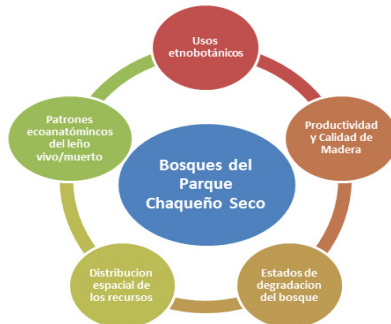 Usos
etnobotánicos
Patrones
ecoanatómincos
del leño
vivo/muerto
Productividad
y Calidad de
Madera
Bosques del
Parque
Chaqueño Seco
Distribucion
espacial de
los recursos
Estados de
degradacion
del bosque